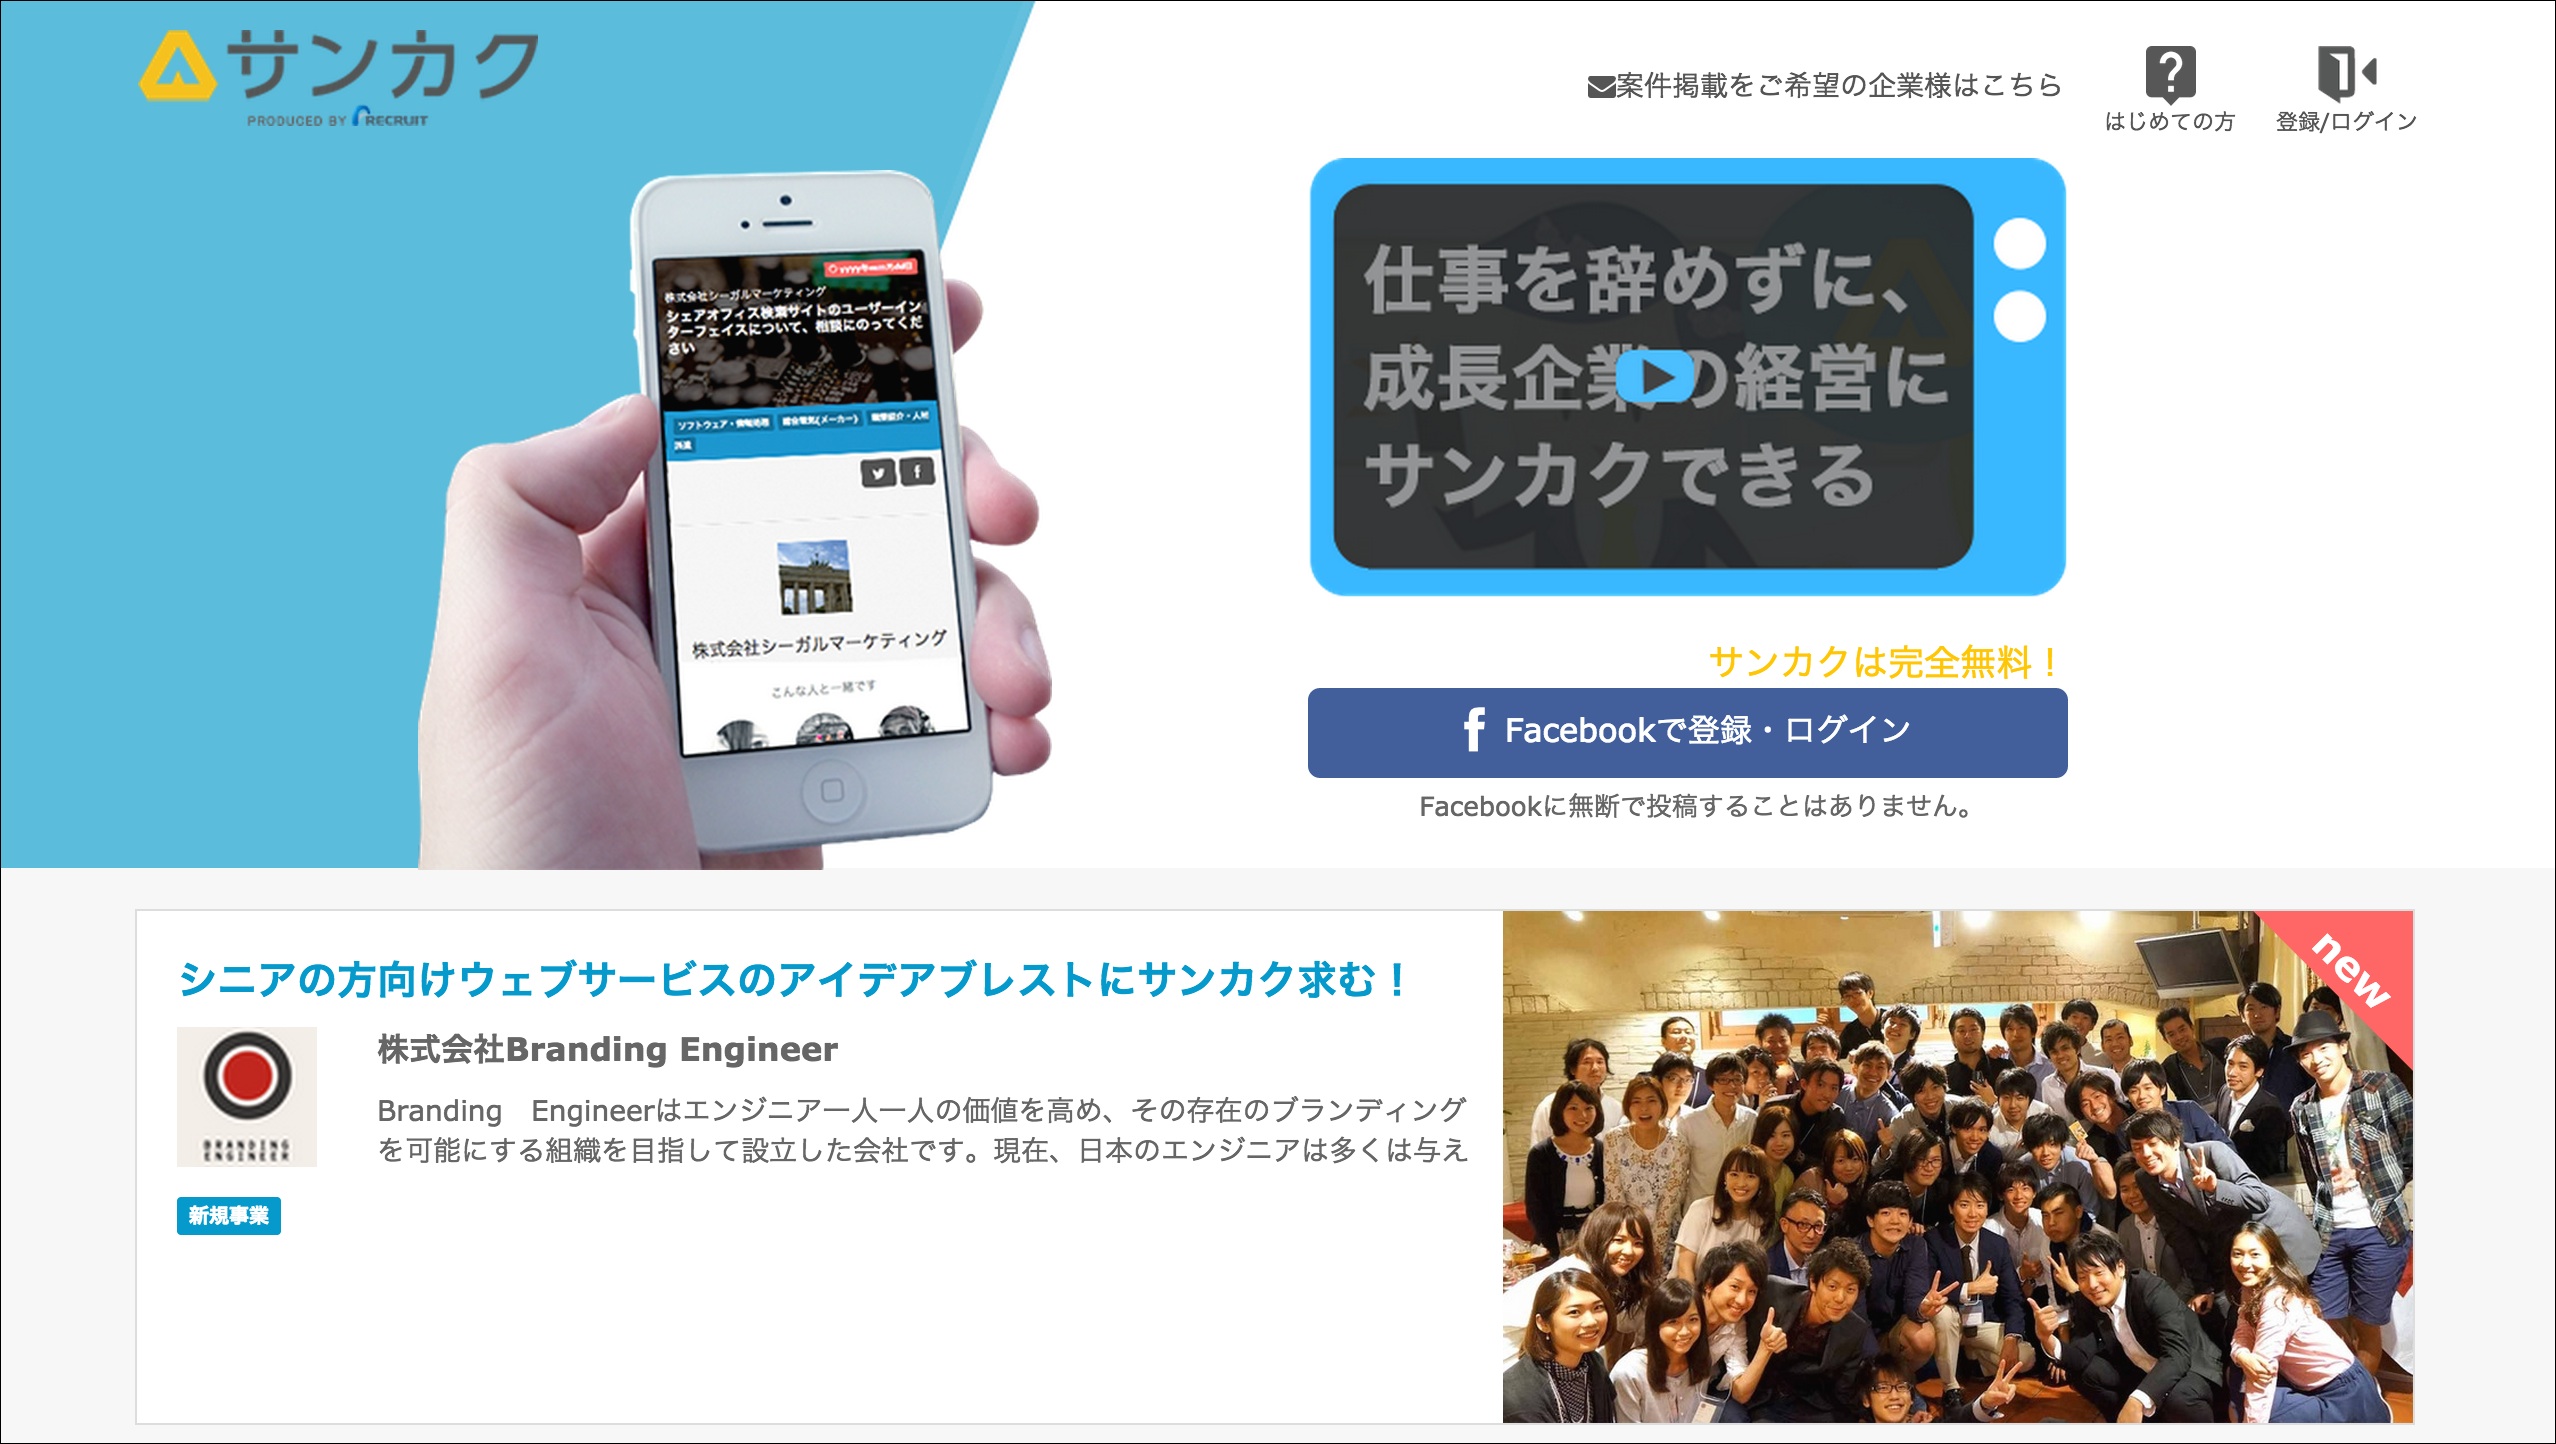 サンカク
PRODUCED BY RECRUIT
案件掲載をご希望の企業様はこちら
はじめての方
登録/ログイン
株式会社シーガルマーケティング
シェアオフィス検索サイトのユーザーイン
ターフェイスについて、相談にのってくだ
さい
ソフトウェア・情報処理 総合電気(メーカー) 職業紹介・人材
派遣
株式会社シーガルマーケティング
こんな人と一緒です
仕事を辞めずに、
成長企業の経営に
サンカクできる
サンカクは完全無料！
f Facebookで登録・ログイン
Facebookに無断で投稿することはありません。
シニアの方向けウェブサービスのアイデアブレストにサンカク求む！
new
株式会社Branding Engineer
Branding　Engineerはエンジニア一人一人の価値を高め、その存在のブランディング
を可能にする組織を目指して設立した会社です。現在、日本のエンジニアは多くは与え
BRANDING
ENGINEER
新規事業